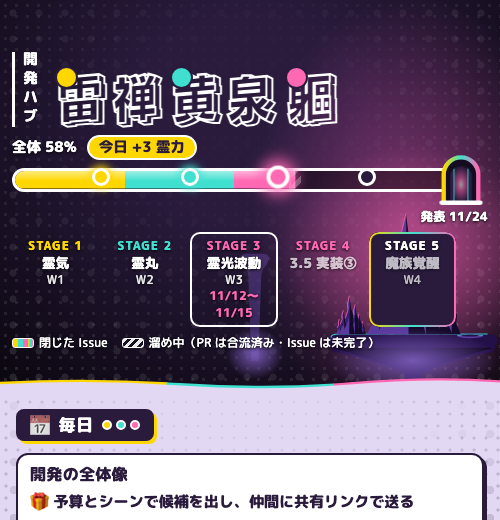 開発ハブ
雷禅 黄泉 軀
全体 58%
今日 +3 霊力
発表 11/24
STAGE 1
霊気
W1
STAGE 2
霊丸
W2
STAGE 3
霊光波動
W3
11/12〜
11/15
STAGE 4
3.5 実装③
STAGE 5
魔族覚醒
W4
閉じた Issue
溜め中（PR は合流済み・Issue は未完了）
毎日
開発の全体像
予算とシーンで候補を出し、仲間に共有リンクで送る